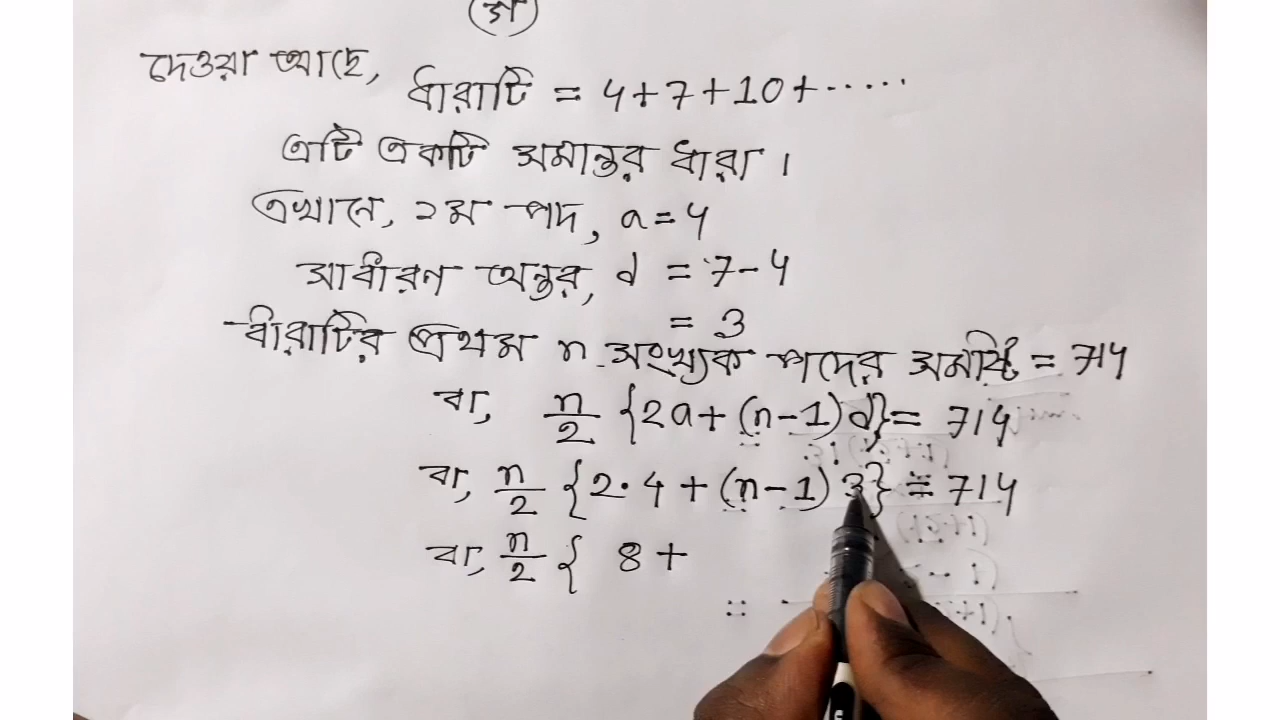 গ
দেওয়া আছে,
ধারাটি = 4+7+10+.....
এটি একটি সমান্তর ধারা।
এখানে, ১ম পদ, a=4
সাধারন অন্তর, d = 7-4
= 3
ধারাটির প্রথম n সংখ্যক পদের সমষ্টি = 714
বা, n/2 {2a+(n-1)d}= 714
বা, n/2 {2·4+(n-1)3} = 714
বা, n/2 { 8+